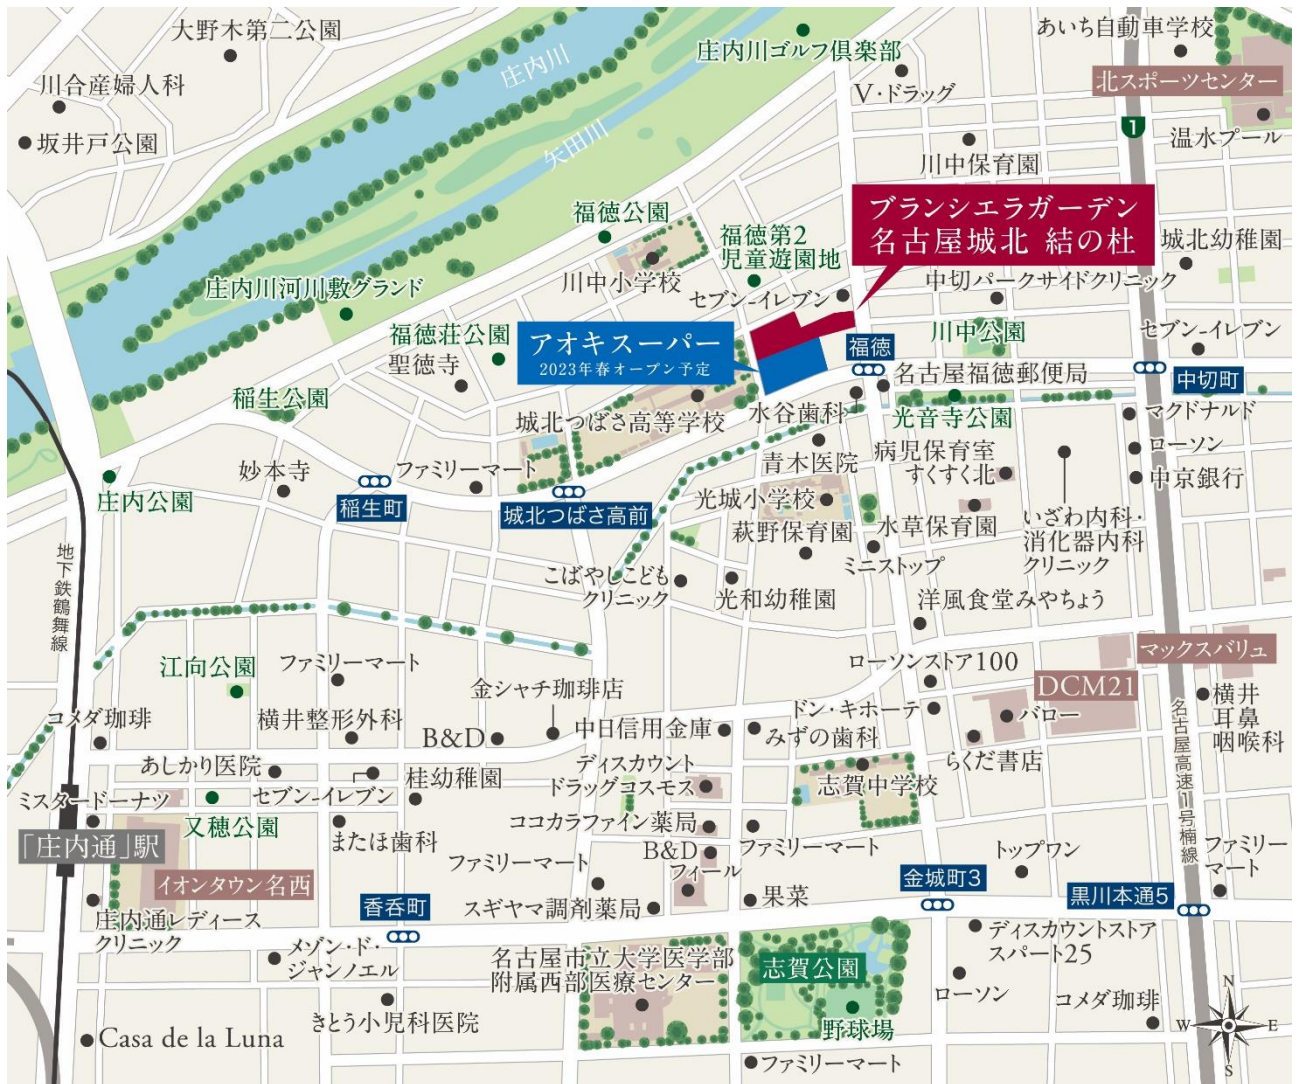 大野木第二公園
川合産婦人科
坂井戸公園
庄内川
矢田川
庄内川ゴルフ倶楽部
V・ドラッグ
あいち自動車学校
北スポーツセンター
1
温水プール
川中保育園
ブランシエラガーデン
名古屋城北 結の杜
城北幼稚園
福徳公園
川中小学校
福徳第2
児童遊園地
セブン-イレブン
中切パークサイドクリニック
庄内川河川敷グランド
福徳荘公園
聖徳寺
アオキスーパー
2023年春オープン予定
福徳
川中公園
セブン-イレブン
中切町
名古屋福徳郵便局
稲生公園
城北つばさ高等学校
水谷歯科
光音寺公園
マクドナルド
ローソン
中京銀行
妙本寺
ファミリーマート
青木医院
病児保育室
すくすく北
庄内公園
稲生町
城北つばさ高前
光城小学校
萩野保育園
水草保育園
いざわ内科・
消化器内科
クリニック
ミニストップ
地下鉄鶴舞線
こばやしこども
クリニック
光和幼稚園
洋風食堂みやちょう
江向公園
ファミリーマート
金シャチ珈琲店
ローソンストア100
マックスバリュ
DCM21
コメダ珈琲
横井整形外科
B&D
中日信用金庫
ドン・キホーテ
みずの歯科
バロー
らくだ書店
横井
耳鼻
咽喉科
名古屋高速1号楠線
あしかり医院
セブン-イレブン
桂幼稚園
ディスカウント
ドラッグコスモス
志賀中学校
ミスタードーナツ
又穂公園
またほ歯科
ココカラファイン薬局
B&D
ファミリーマート
トップワン
ファミリー
マート
「庄内通」駅
イオンタウン名西
ファミリーマート
フィール
金城町3
黒川本通5
庄内通レディース
クリニック
香呑町
スギヤマ調剤薬局
果菜
ディスカウントストア
スパート25
メゾン・ド・
ジャンノエル
名古屋市立大学医学部
附属西部医療センター
志賀公園
ローソン
コメダ珈琲
きとう小児科医院
野球場
Casa de la Luna
ファミリーマート
N
W
E
S